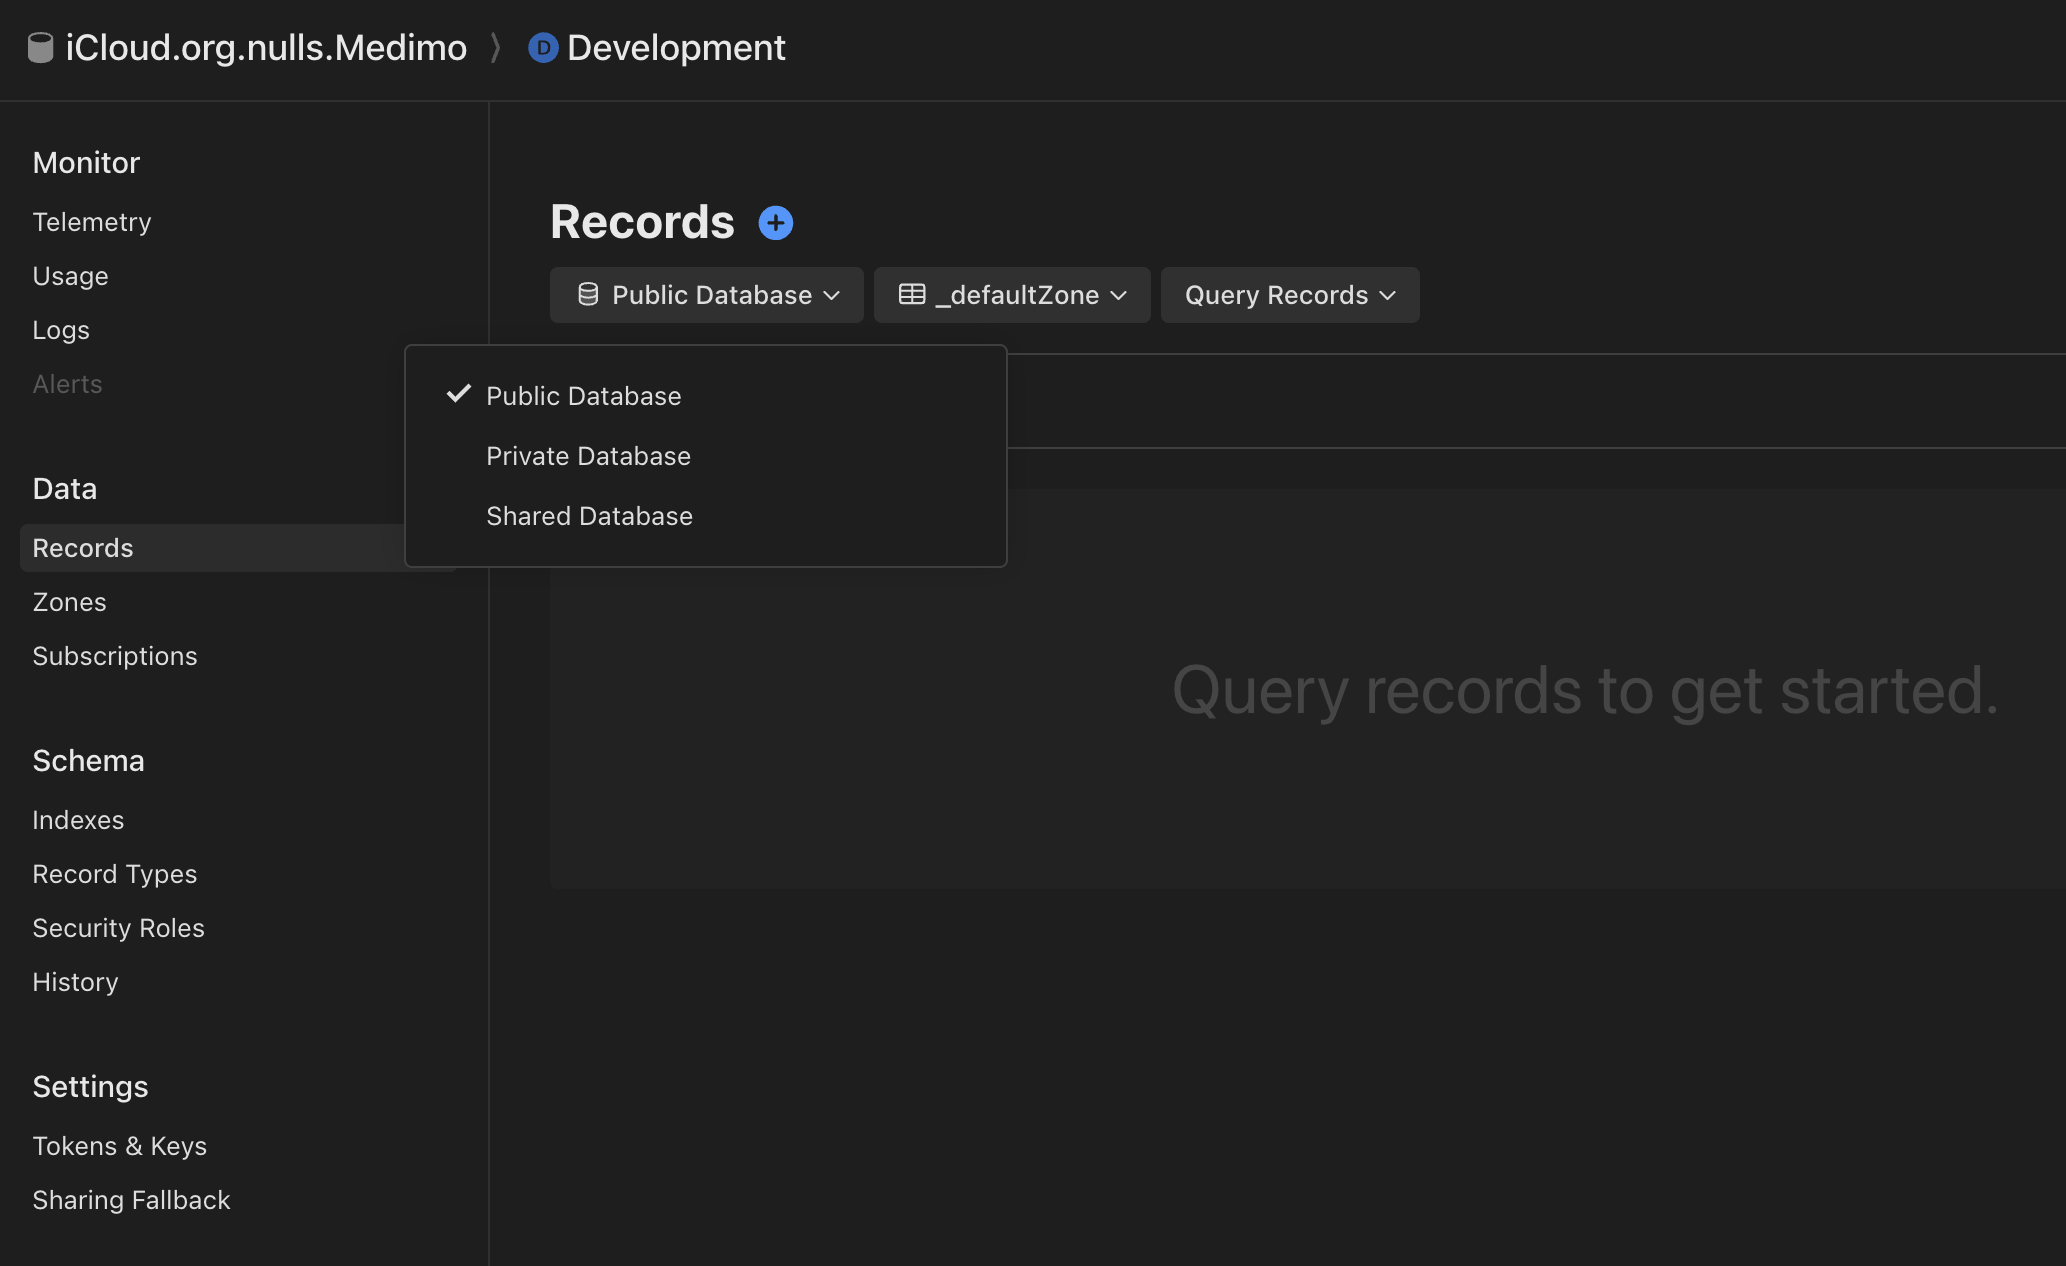 iCloud.org.nulls.Medimo
D Development
Monitor
Telemetry
Usage
Logs
Alerts
Data
Records
Zones
Subscriptions
Schema
Indexes
Record Types
Security Roles
History
Settings
Tokens & Keys
Sharing Fallback
Records
Public Database
_defaultZone
Query Records
Public Database
Private Database
Shared Database
Query records to get started.